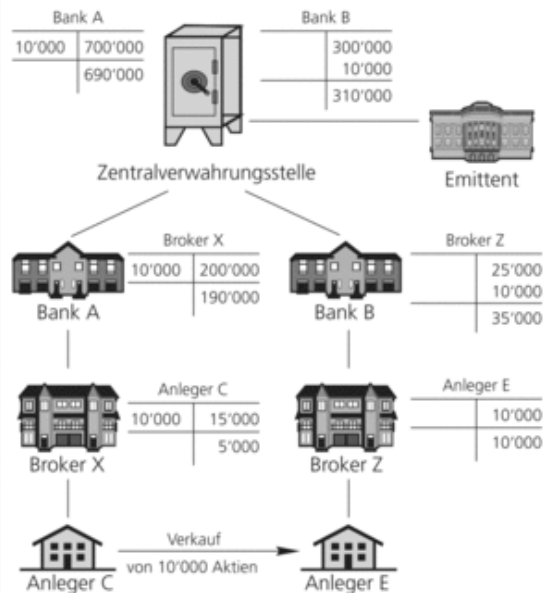 Bank A
10'000 700'000
690'000
Bank B
300'000
10'000
310'000
Zentralverwahrungsstelle
Emittent
Broker X
10'000 200'000
190'000
Bank A
Broker Z
25'000
10'000
35'000
Bank B
Anleger C
10'000 15'000
5'000
Broker X
Anleger E
10'000
10'000
Broker Z
Verkauf
von 10'000 Aktien
Anleger C
Anleger E